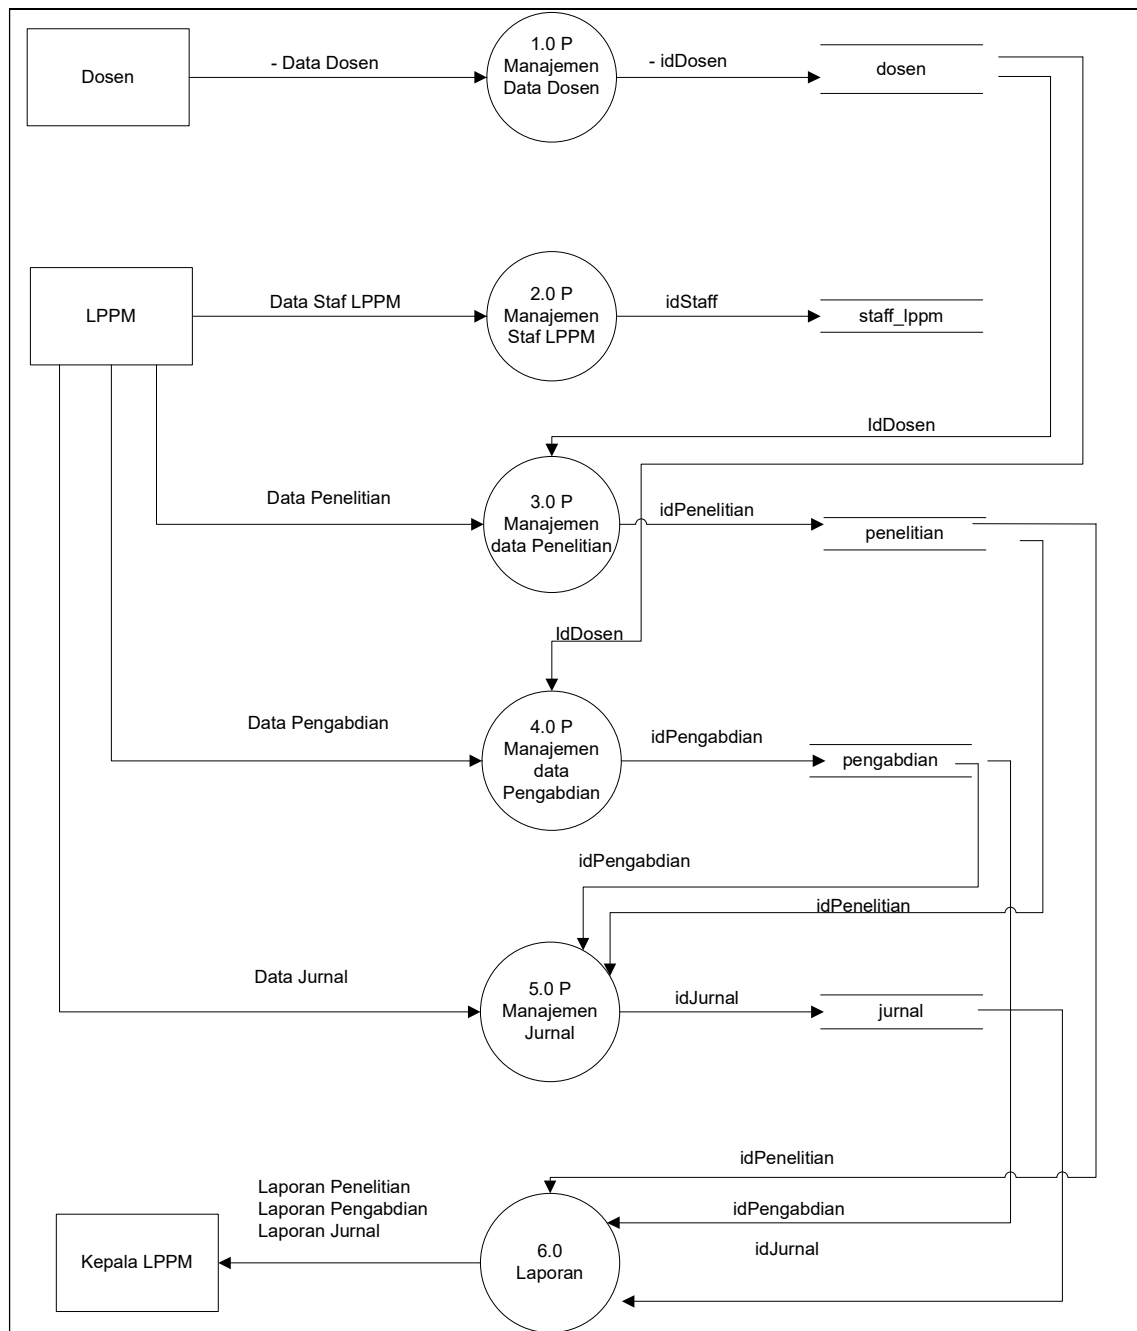 Dosen
- Data Dosen
1.0 P
Manajemen
Data Dosen
- idDosen
dosen
LPPM
Data Staf LPPM
2.0 P
Manajemen
Staf LPPM
idStaff
staff_lppm
IdDosen
Data Penelitian
3.0 P
Manajemen
data Penelitian
idPenelitian
penelitian
IdDosen
Data Pengabdian
4.0 P
Manajemen
data
Pengabdian
idPengabdian
pengabdian
idPengabdian
idPenelitian
Data Jurnal
5.0 P
Manajemen
Jurnal
idJurnal
jurnal
idPenelitian
Laporan Penelitian
Laporan Pengabdian
Laporan Jurnal
idPengabdian
idJurnal
Kepala LPPM
6.0
Laporan